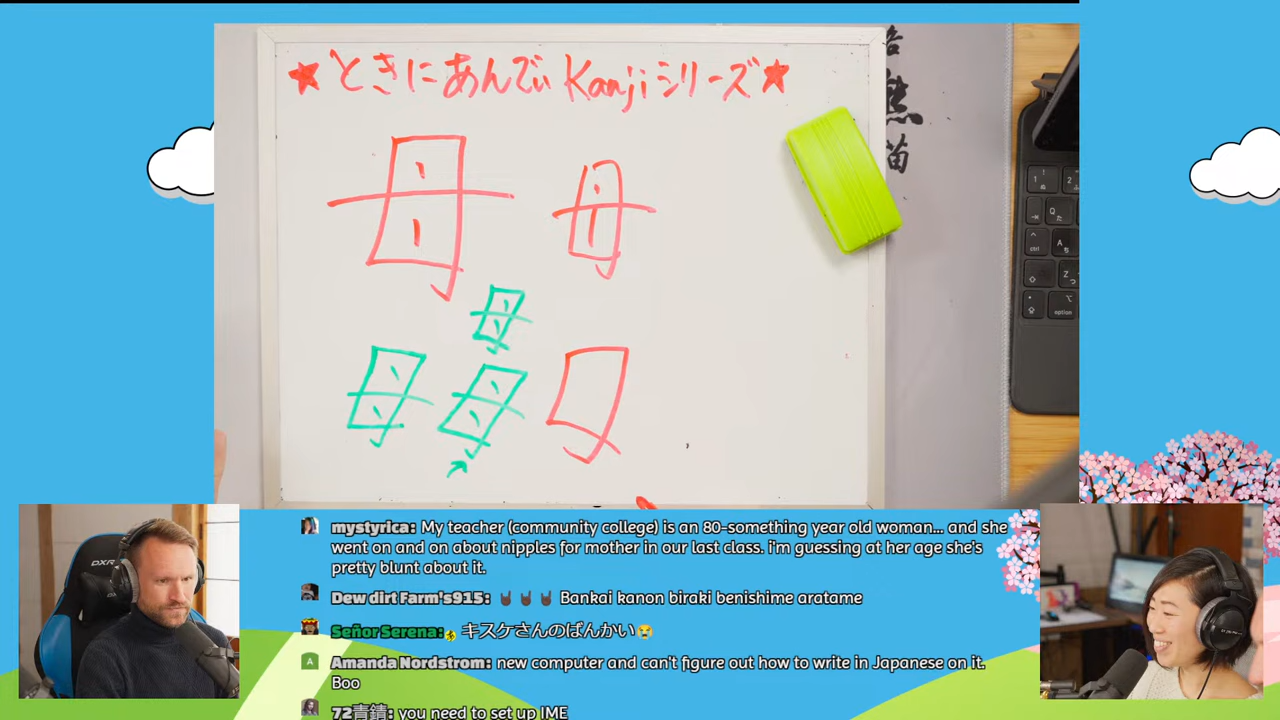 ★ときにあんでぃKanjiシリーズ★
母 母
母
母 母
DXR
mystyrica: My teacher (community college) is an 80-something year old woman... and she
went on and on about nipples for mother in our last class. i'm guessing at her age she's
pretty blunt about it.
Dew dirt Farm's915: 🤘🏿🤘🏿🤘🏿 Bankai kanon biraki benishime aratame
Señor Serena: キスケさんのばんかい😭
Amanda Nordstrom: new computer and can't figure out how to write in Japanese on it.
Boo
72青錆: you need to set up IME